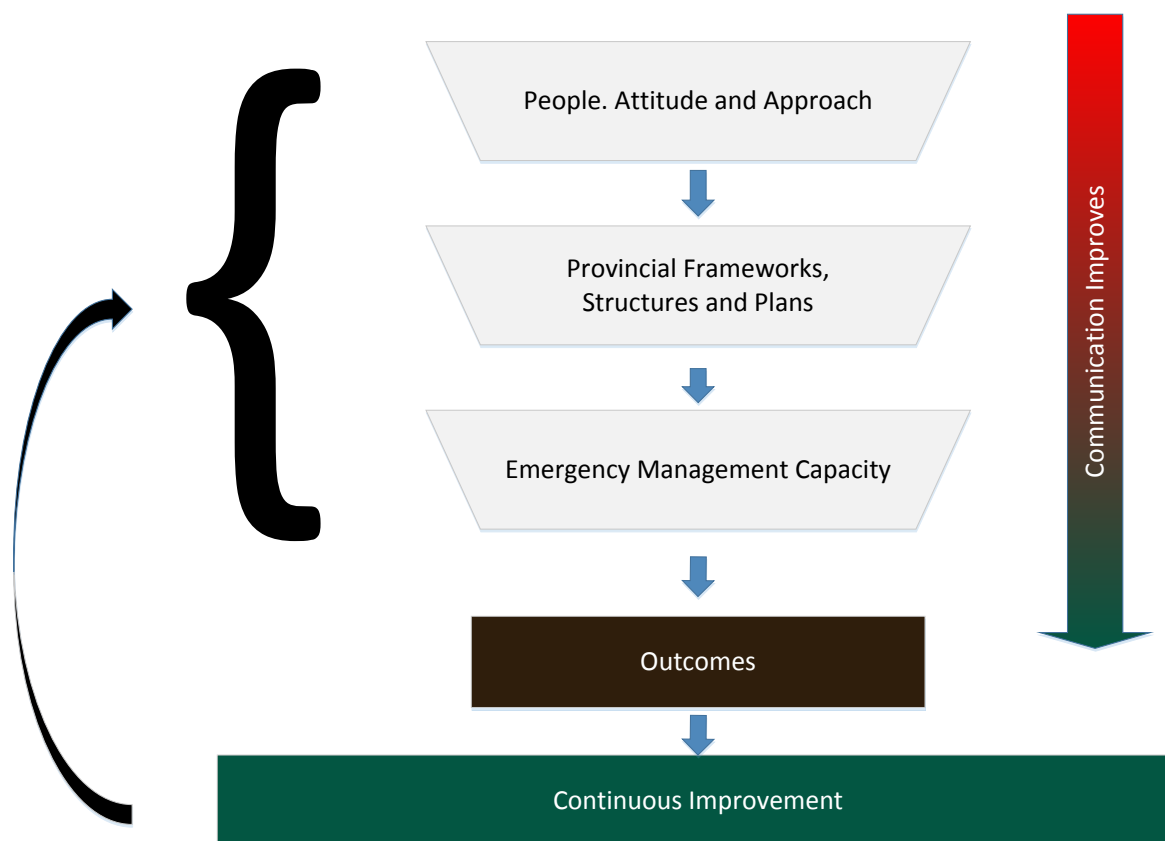 People. Attitude and Approach
Provincial Frameworks,
Structures and Plans
Emergency Management Capacity
Outcomes
Continuous Improvement
Communication Improves